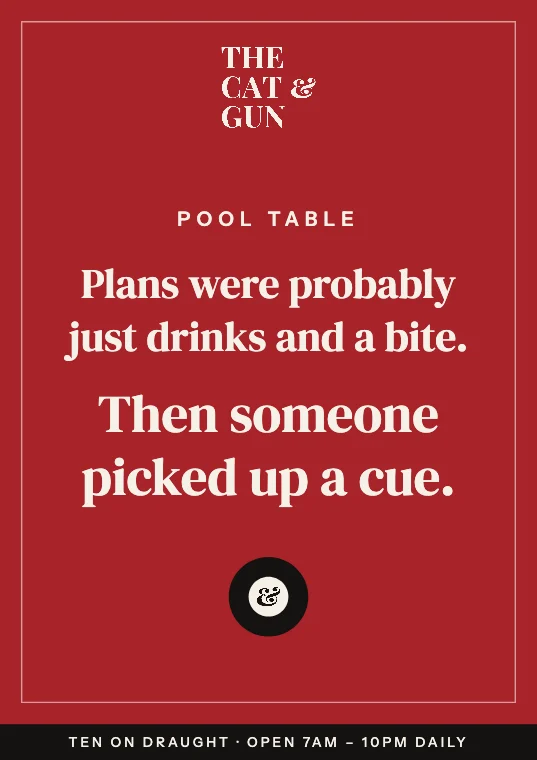 THE
CAT &
GUN
POOL TABLE
Plans were probably
just drinks and a bite.
Then someone
picked up a cue.
&
TEN ON DRAUGHT · OPEN 7AM – 10PM DAILY